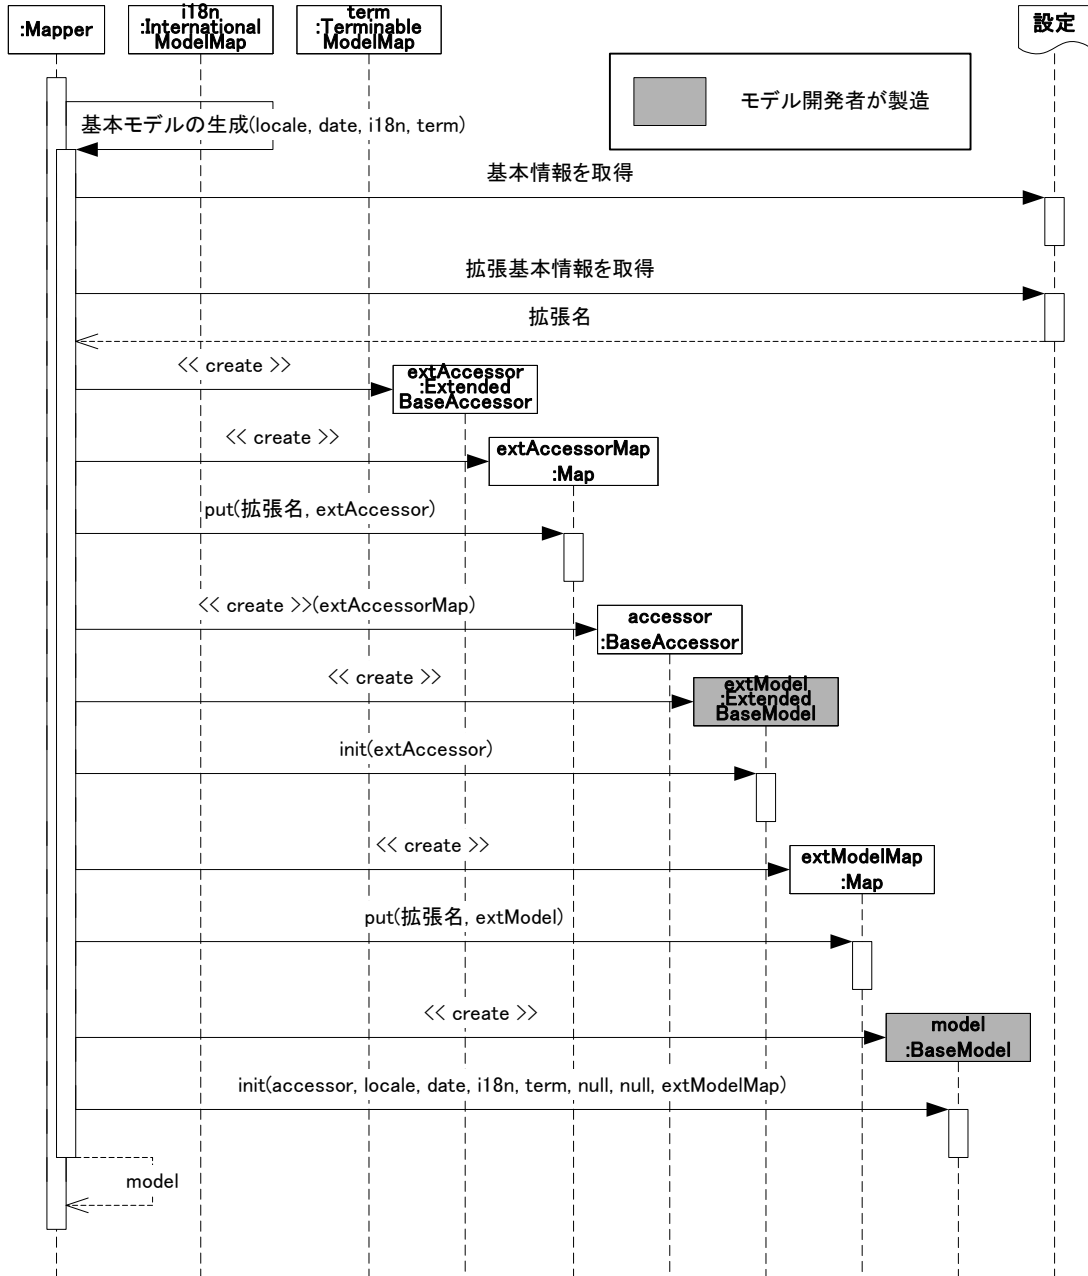 :Mapper
i18n
:International
ModelMap
term
:Terminable
ModelMap
設定
モデル開発者が製造
基本モデルの生成(locale, date, i18n, term)
基本情報を取得
拡張基本情報を取得
拡張名
<< create >>
extAccessor
:Extended
BaseAccessor
<< create >>
extAccessorMap
:Map
put(拡張名, extAccessor)
<< create >>(extAccessorMap)
accessor
:BaseAccessor
<< create >>
extModel
:Extended
BaseModel
init(extAccessor)
<< create >>
extModelMap
:Map
put(拡張名, extModel)
<< create >>
model
:BaseModel
init(accessor, locale, date, i18n, term, null, null, extModelMap)
model